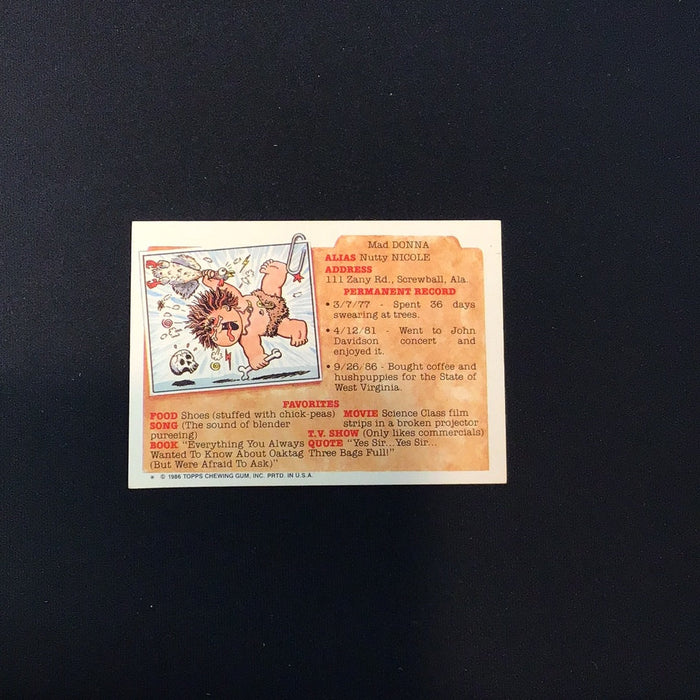 Mad DONNA
ALIAS Nutty NICOLE
ADDRESS
111 Zany Rd., Screwball, Ala.
PERMANENT RECORD
• 3/7/77 - Spent 36 days
swearing at trees.
• 4/12/81 - Went to John
Davidson concert and
enjoyed it.
• 9/26/86 - Bought coffee and
hushpuppies for the State of
West Virginia.
FAVORITES
FOOD Shoes (stuffed with chick-peas)
SONG (The sound of blender
pureeing)
BOOK "Everything You Always
Wanted To Know About Oaktag
(But Were Afraid To Ask)"
MOVIE Science Class film
strips in a broken projector
T.V. SHOW (Only likes commercials)
QUOTE "Yes Sir...Yes Sir...
Three Bags Full!"
* © 1986 TOPPS CHEWING GUM, INC. PRTD. IN U.S.A.